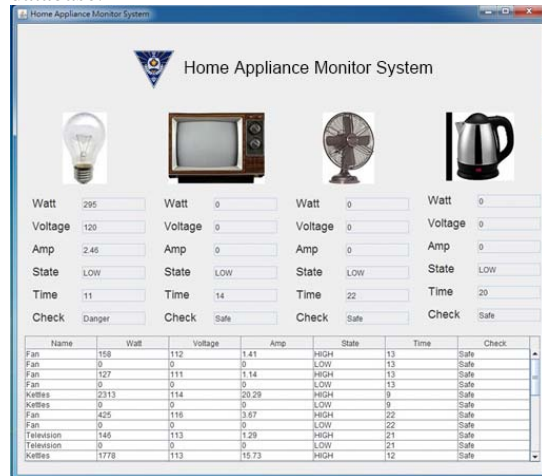 Home Appliance Monitor System
Home Appliance Monitor System
Watt 295 Watt 0 Watt 0 Watt 0
Voltage 120 Voltage 0 Voltage 0 Voltage 0
Amp 2.46 Amp 0 Amp 0 Amp 0
State LOW State LOW State LOW State LOW
Time 11 Time 14 Time 22 Time 20
Check Danger Check Safe Check Safe Check Safe
Name Watt Voltage Amp State Time Check
Fan 158 112 1.41 HIGH 13 Safe
Fan 0 0 0 LOW 13 Safe
Fan 127 111 1.14 HIGH 13 Safe
Fan 0 0 0 LOW 13 Safe
Kettles 2313 114 20.29 HIGH 9 Safe
Kettles 0 0 0 LOW 9 Safe
Fan 425 116 3.67 HIGH 22 Safe
Fan 0 0 0 LOW 22 Safe
Television 146 113 1.29 HIGH 21 Safe
Television 0 0 0 LOW 21 Safe
Kettles 1778 113 15.73 HIGH 12 Safe